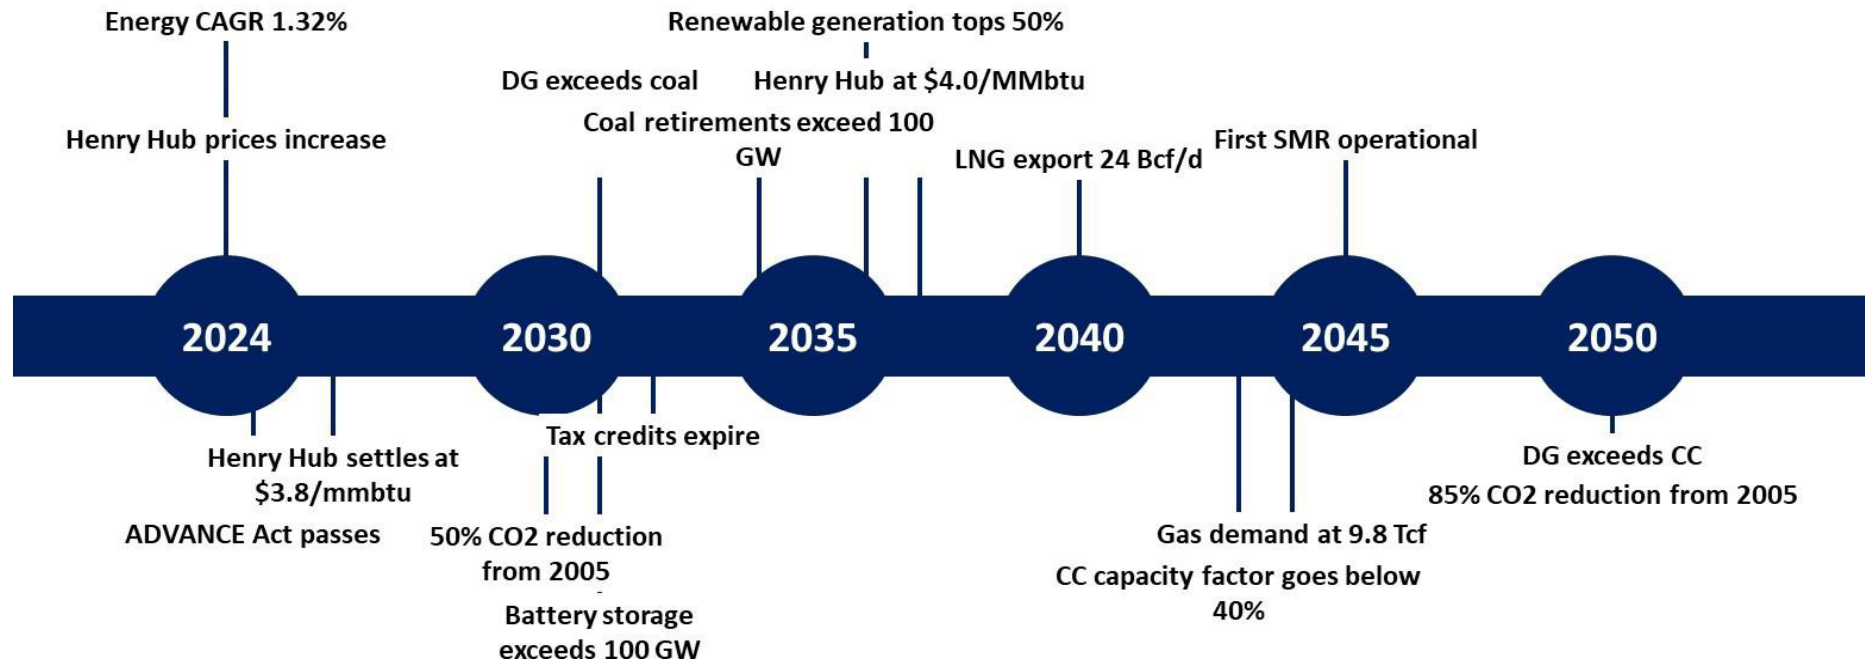 Energy CAGR 1.32%
Renewable generation tops 50%
DG exceeds coal
Henry Hub at $4.0/MMbtu
Coal retirements exceed 100
GW
Henry Hub prices increase
LNG export 24 Bcf/d
First SMR operational
2024
2030
2035
2040
2045
2050
Tax credits expire
Henry Hub settles at
$3.8/mmbtu
ADVANCE Act passes
50% CO2 reduction
from 2005
Battery storage
exceeds 100 GW
Gas demand at 9.8 Tcf
CC capacity factor goes below
40%
DG exceeds CC
85% CO2 reduction from 2005